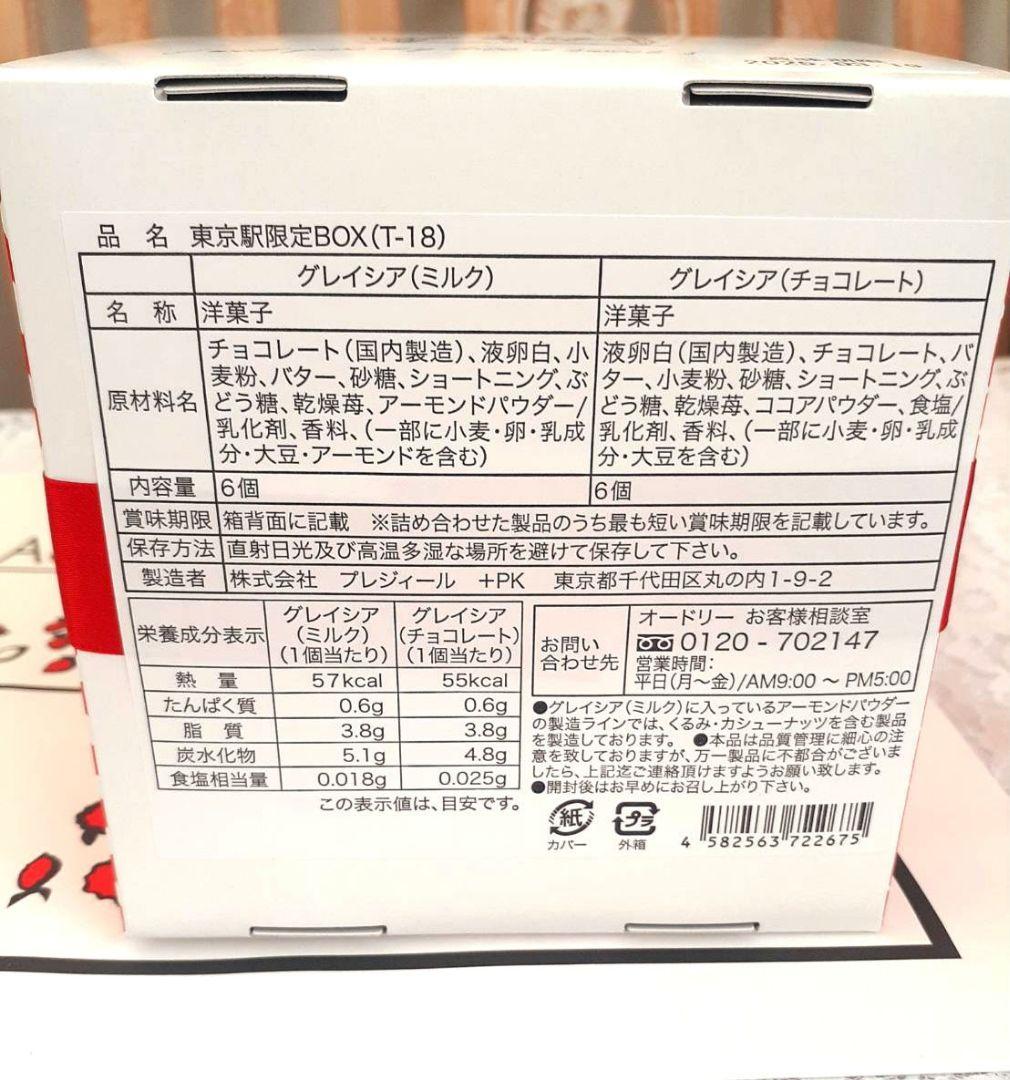 品名 東京駅限定BOX(T-18)
グレイシア(ミルク) グレイシア(チョコレート)
名称 洋菓子 洋菓子
原材料名
チョコレート(国内製造)、液卵白、小
麦粉、バター、砂糖、ショートニング、ぶ
どう糖、乾燥苺、アーモンドパウダー/
乳化剤、香料、(一部に小麦・卵・乳成
分・大豆・アーモンドを含む)
液卵白(国内製造)、チョコレート、バ
ター、小麦粉、砂糖、ショートニング、ぶ
どう糖、乾燥苺、ココアパウダー、食塩/
乳化剤、香料、(一部に小麦・卵・乳成
分・大豆を含む)
内容量 6個 6個
賞味期限 箱背面に記載 ※詰め合わせた製品のうち最も短い賞味期限を記載しています。
保存方法 直射日光及び高温多湿な場所を避けて保存して下さい。
製造者 株式会社 プレジィール +PK 東京都千代田区丸の内1-9-2
栄養成分表示
グレイシア
(ミルク)
(1個当たり)
グレイシア
(チョコレート)
(1個当たり)
熱量 57kcal 55kcal
たんぱく質 0.6g 0.6g
脂質 3.8g 3.8g
炭水化物 5.1g 4.8g
食塩相当量 0.018g 0.025g
この表示値は、目安です。
お問い
合わせ先
オードリー お客様相談室
0120-702147
営業時間:
平日(月~金)/AM9:00 ~ PM5:00
●グレイシア(ミルク)に入っているアーモンドパウダー
の製造ラインでは、くるみ・カシューナッツを含む製品
を製造しております。 ●本品は品質管理に細心の注
意を致しておりますが、万一製品に不都合がございま
したら、上記迄ご連絡頂けますようお願い致します。
●開封後はお早めにお召し上がり下さい。
紙
カバー
プラ
外箱
4 582563 722675